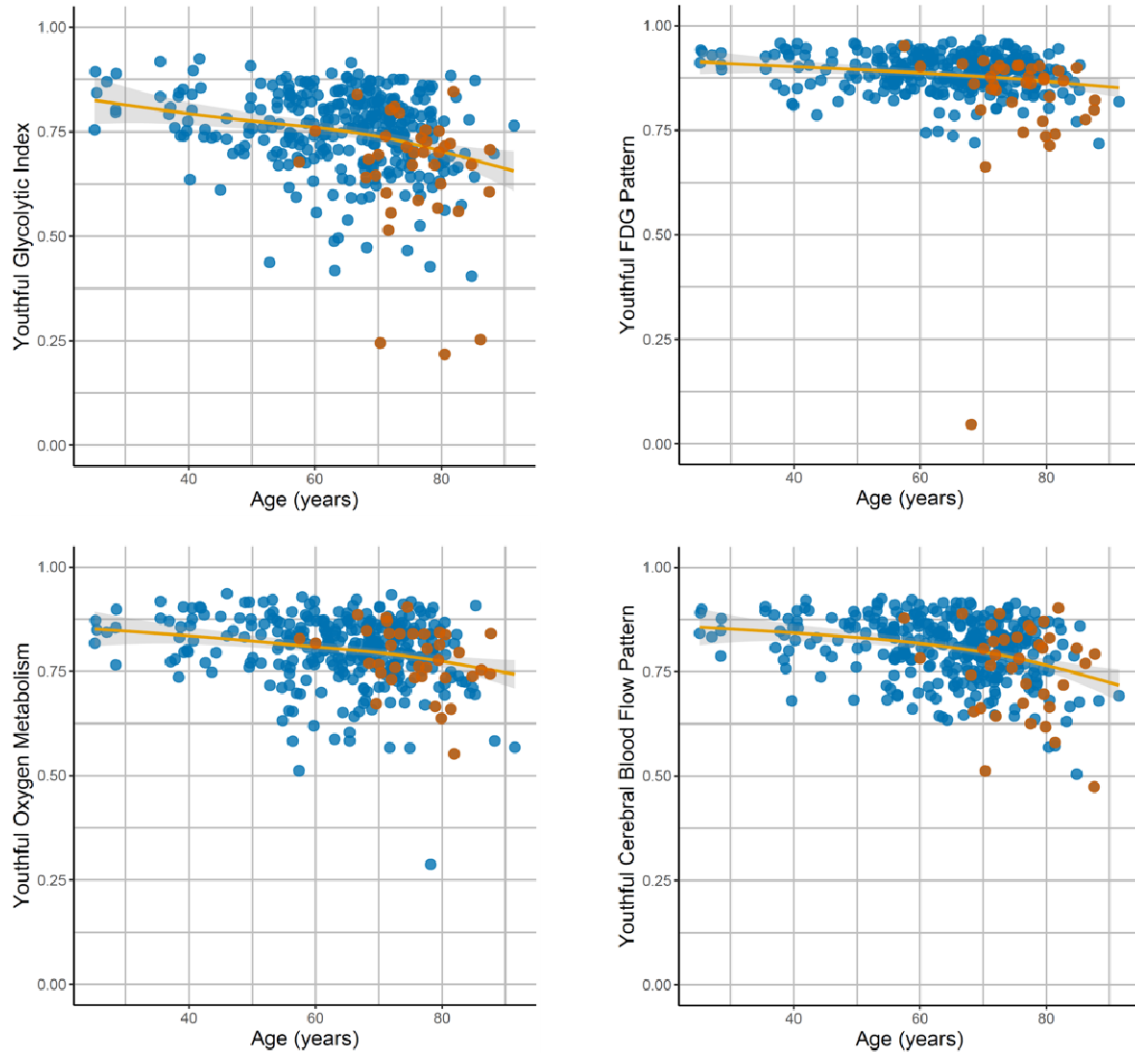 Youthful Glycolytic Index
1.00
0.75
0.50
0.25
0.00
40 60 80
Age (years)
Youthful FDG Pattern
1.00
0.75
0.50
0.25
0.00
40 60 80
Age (years)
Youthful Oxygen Metabolism
1.00
0.75
0.50
0.25
0.00
40 60 80
Age (years)
Youthful Cerebral Blood Flow Pattern
1.00
0.75
0.50
0.25
0.00
40 60 80
Age (years)